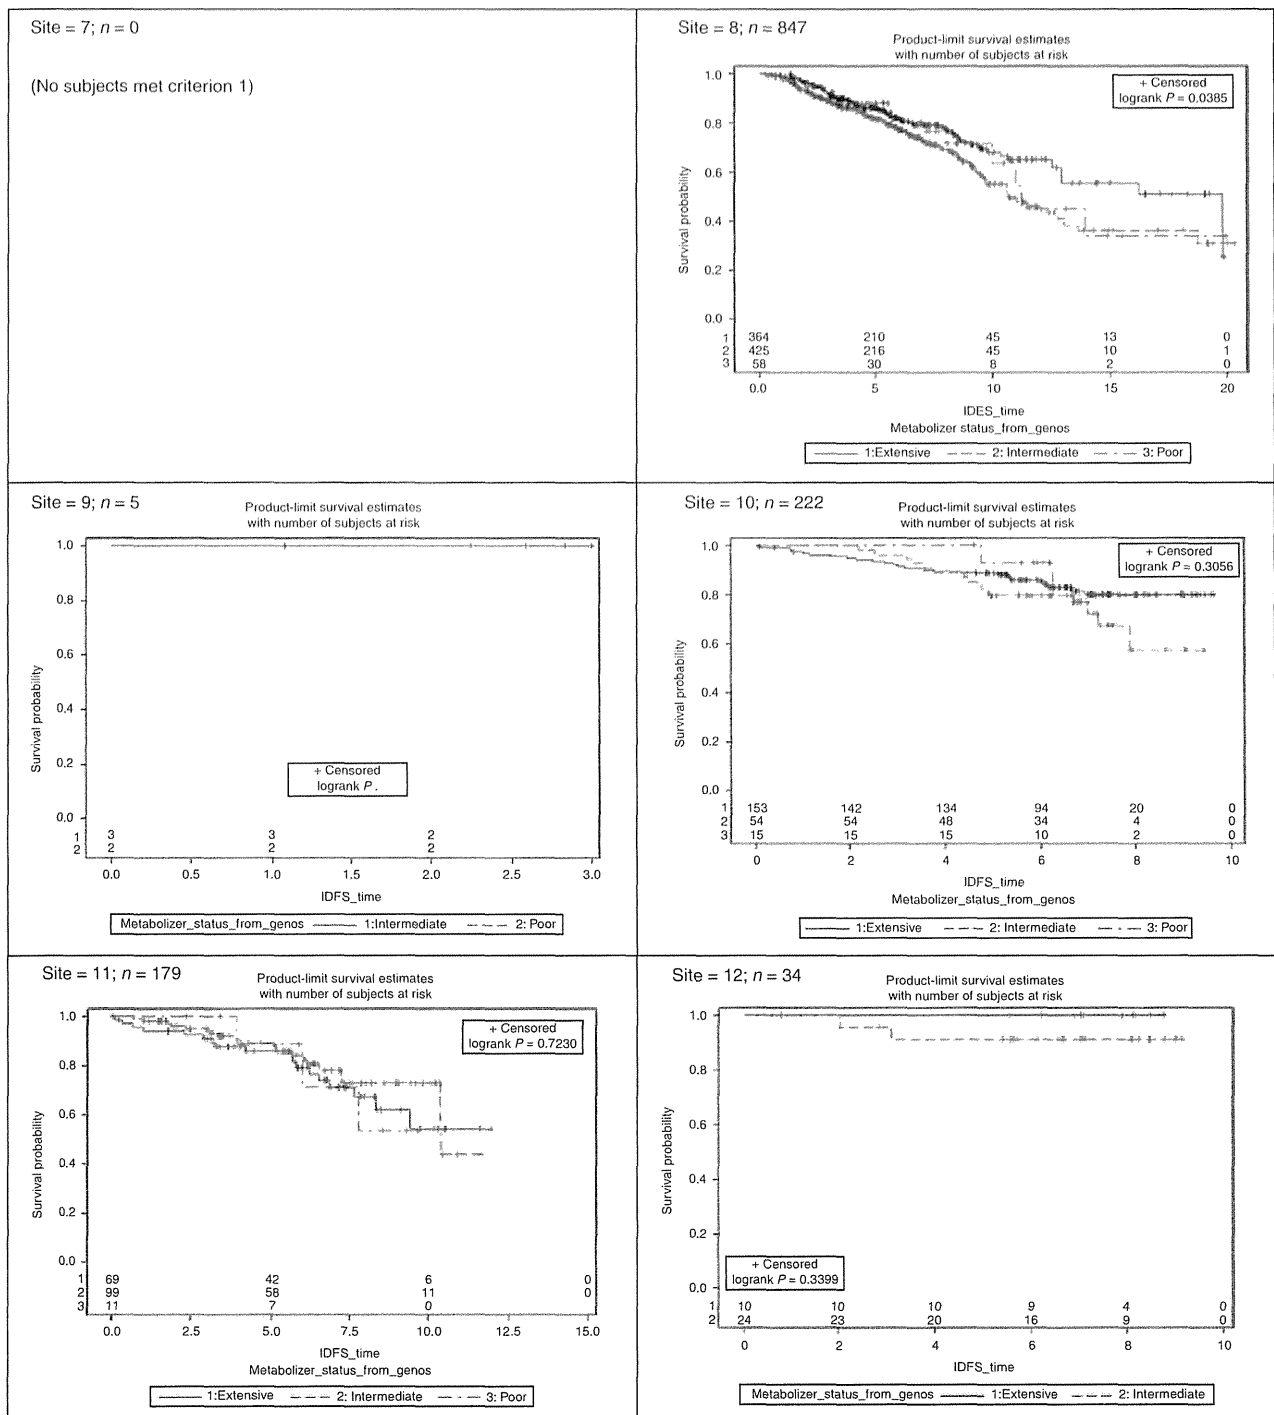 Site = 7; n = 0
(No subjects met criterion 1)
Site = 8; n = 847
Product-limit survival estimates
with number of subjects at risk
+ Censored
logrank P = 0.0385
Survival probability
1.0
0.8
0.6
0.4
0.2
0.0
1 364 210 45 13 0
2 425 216 45 10 1
3 58 30 8 2 0
0.0 5 10 15 20
IDES_time
Metabolizer status_from_genos
1:Extensive 2: Intermediate 3: Poor
Site = 9; n = 5
Product-limit survival estimates
with number of subjects at risk
Survival probability
1.0
0.8
0.6
0.4
0.2
0.0
+ Censored
logrank P .
1 3 3 2
2 2 2 2
0.0 0.5 1.0 1.5 2.0 2.5 3.0
IDFS_time
Metabolizer_status_from_genos 1:Intermediate 2: Poor
Site = 10; n = 222
Product-limit survival estimates
with number of subjects at risk
+ Censored
logrank P = 0.3056
Survival probability
1.0
0.8
0.6
0.4
0.2
0.0
1 153 142 134 94 20 0
2 54 54 48 34 4 0
3 15 15 15 10 2 0
0 2 4 6 8 10
IDFS_time
Metabolizer_status_from_genos
1:Extensive 2: Intermediate 3: Poor
Site = 11; n = 179
Product-limit survival estimates
with number of subjects at risk
+ Censored
logrank P = 0.7230
Survival probability
1.0
0.8
0.6
0.4
0.2
0.0
1 69 42 6 0
2 99 58 11 0
3 11 7 0
0.0 2.5 5.0 7.5 10.0 12.5 15.0
IDFS_time
Metabolizer_status_from_genos
1:Extensive 2: Intermediate 3: Poor
Site = 12; n = 34
Product-limit survival estimates
with number of subjects at risk
Survival probability
1.0
0.8
0.6
0.4
0.2
0.0
+ Censored
logrank P = 0.3399
1 10 10 10 9 4 0
2 24 23 20 16 9 0
0 2 4 6 8 10
IDFS_time
Metabolizer_status_from_genos 1:Extensive 2: Intermediate